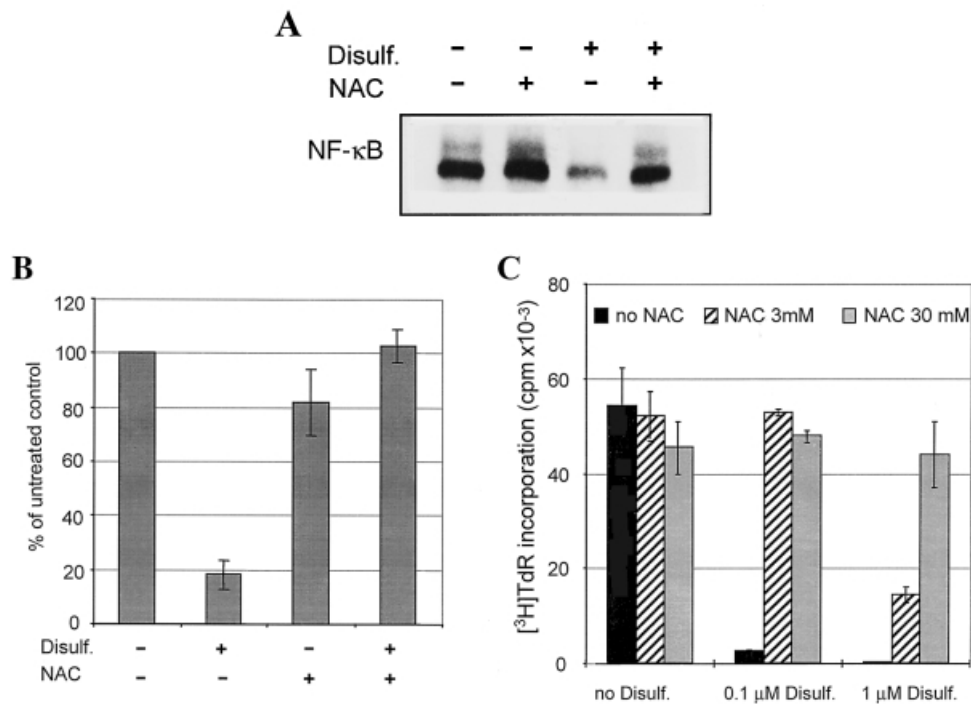 A
Disulf. - - + +
NAC - + - +
NF-κB
B
120
100
80
60
40
20
0
% of untreated control
Disulf. - + - +
NAC - - + +
C
80
60
40
20
0
[³H]TdR incorporation (cpm x10⁻³)
no NAC NAC 3mM NAC 30 mM
no Disulf. 0.1 μM Disulf. 1 μM Disulf.